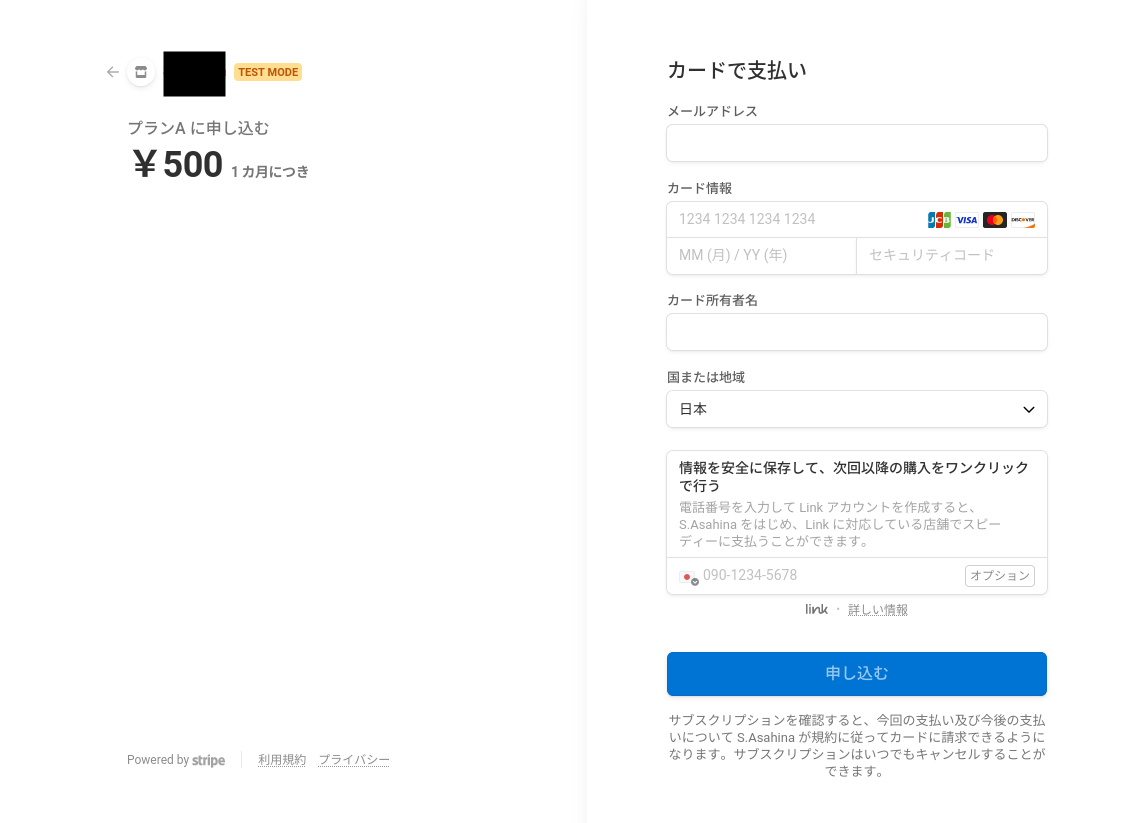 TEST MODE
プランA に申し込む
￥500 1 カ月につき
Powered by stripe
利用規約 プライバシー
カードで支払い
メールアドレス
カード情報
1234 1234 1234 1234 JCB VISA DISCOVER
MM (月) / YY (年) セキュリティコード
カード所有者名
国または地域
日本
情報を安全に保存して、次回以降の購入をワンクリック
で行う
電話番号を入力して Link アカウントを作成すると、
S.Asahina をはじめ、Link に対応している店舗でスピー
ディーに支払うことができます。
090-1234-5678 オプション
link · 詳しい情報
申し込む
サブスクリプションを確認すると、今回の支払い及び今後の支払
いについて S.Asahina が規約に従ってカードに請求できるように
なります。サブスクリプションはいつでもキャンセルすることが
できます。